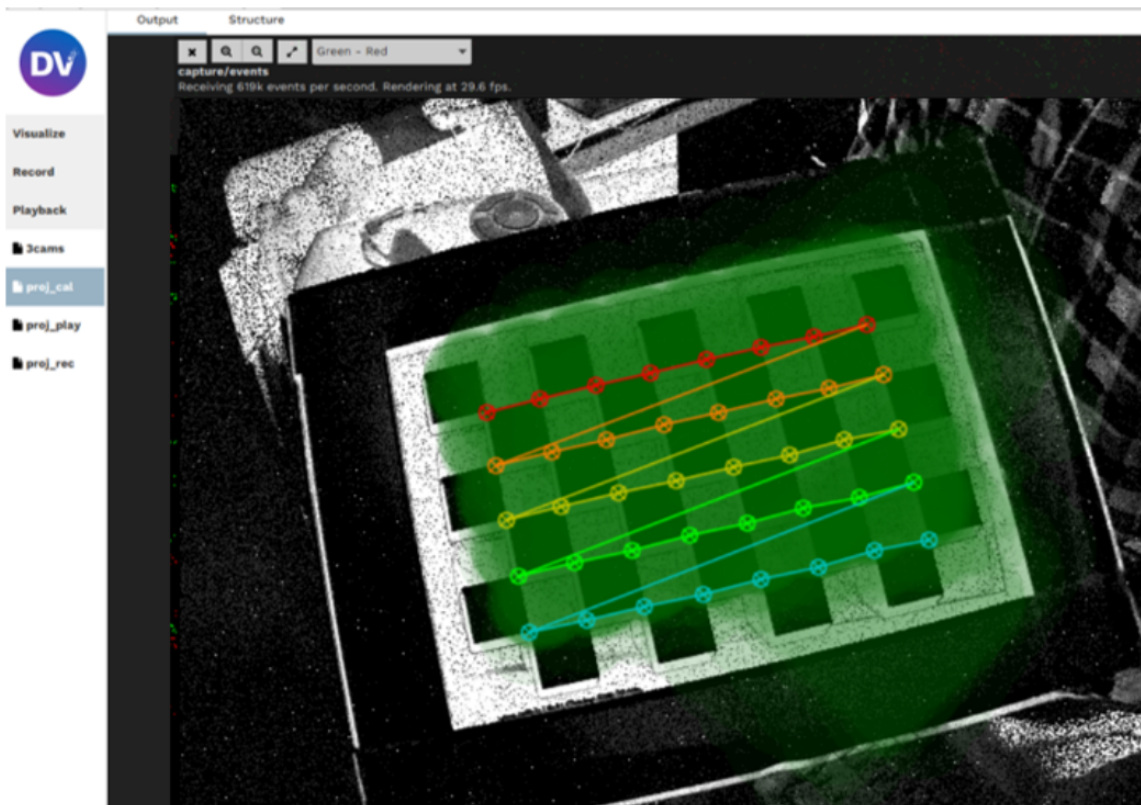 Output Structure
DV
Green - Red
capture/events
Receiving 619k events per second. Rendering at 29.6 fps.
Visualize
Record
Playback
3cams
proj_cal
proj_play
proj_rec